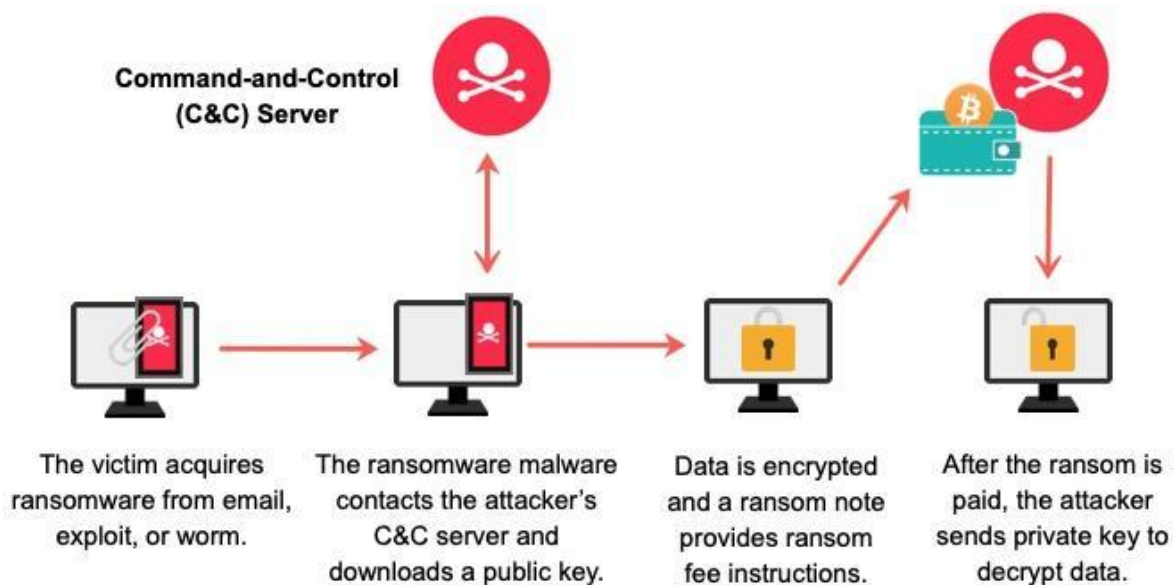 Command-and-Control
(C&C) Server
The victim acquires
ransomware from email,
exploit, or worm.
The ransomware malware
contacts the attacker's
C&C server and
downloads a public key.
Data is encrypted
and a ransom note
provides ransom
fee instructions.
After the ransom is
paid, the attacker
sends private key to
decrypt data.